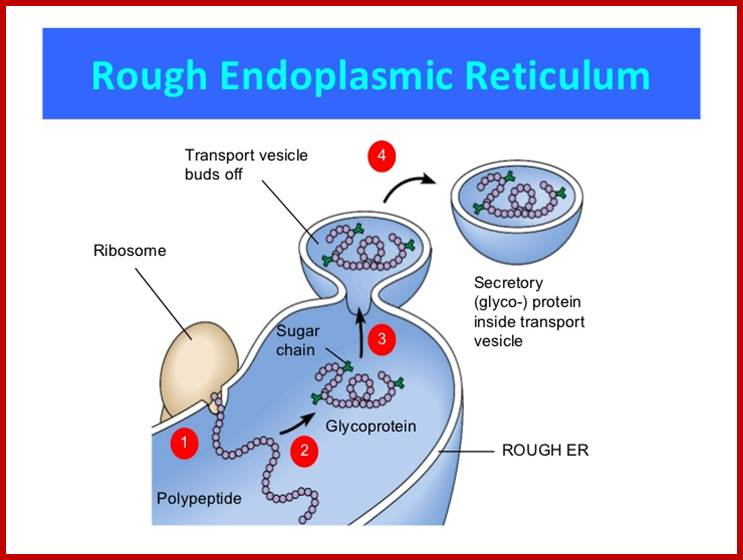 Rough Endoplasmic Reticulum
Transport vesicle
buds off
4
Ribosome
Secretory
(glyco-) protein
inside transport
vesicle
Sugar
chain
3
Glycoprotein
1
2
ROUGH ER
Polypeptide